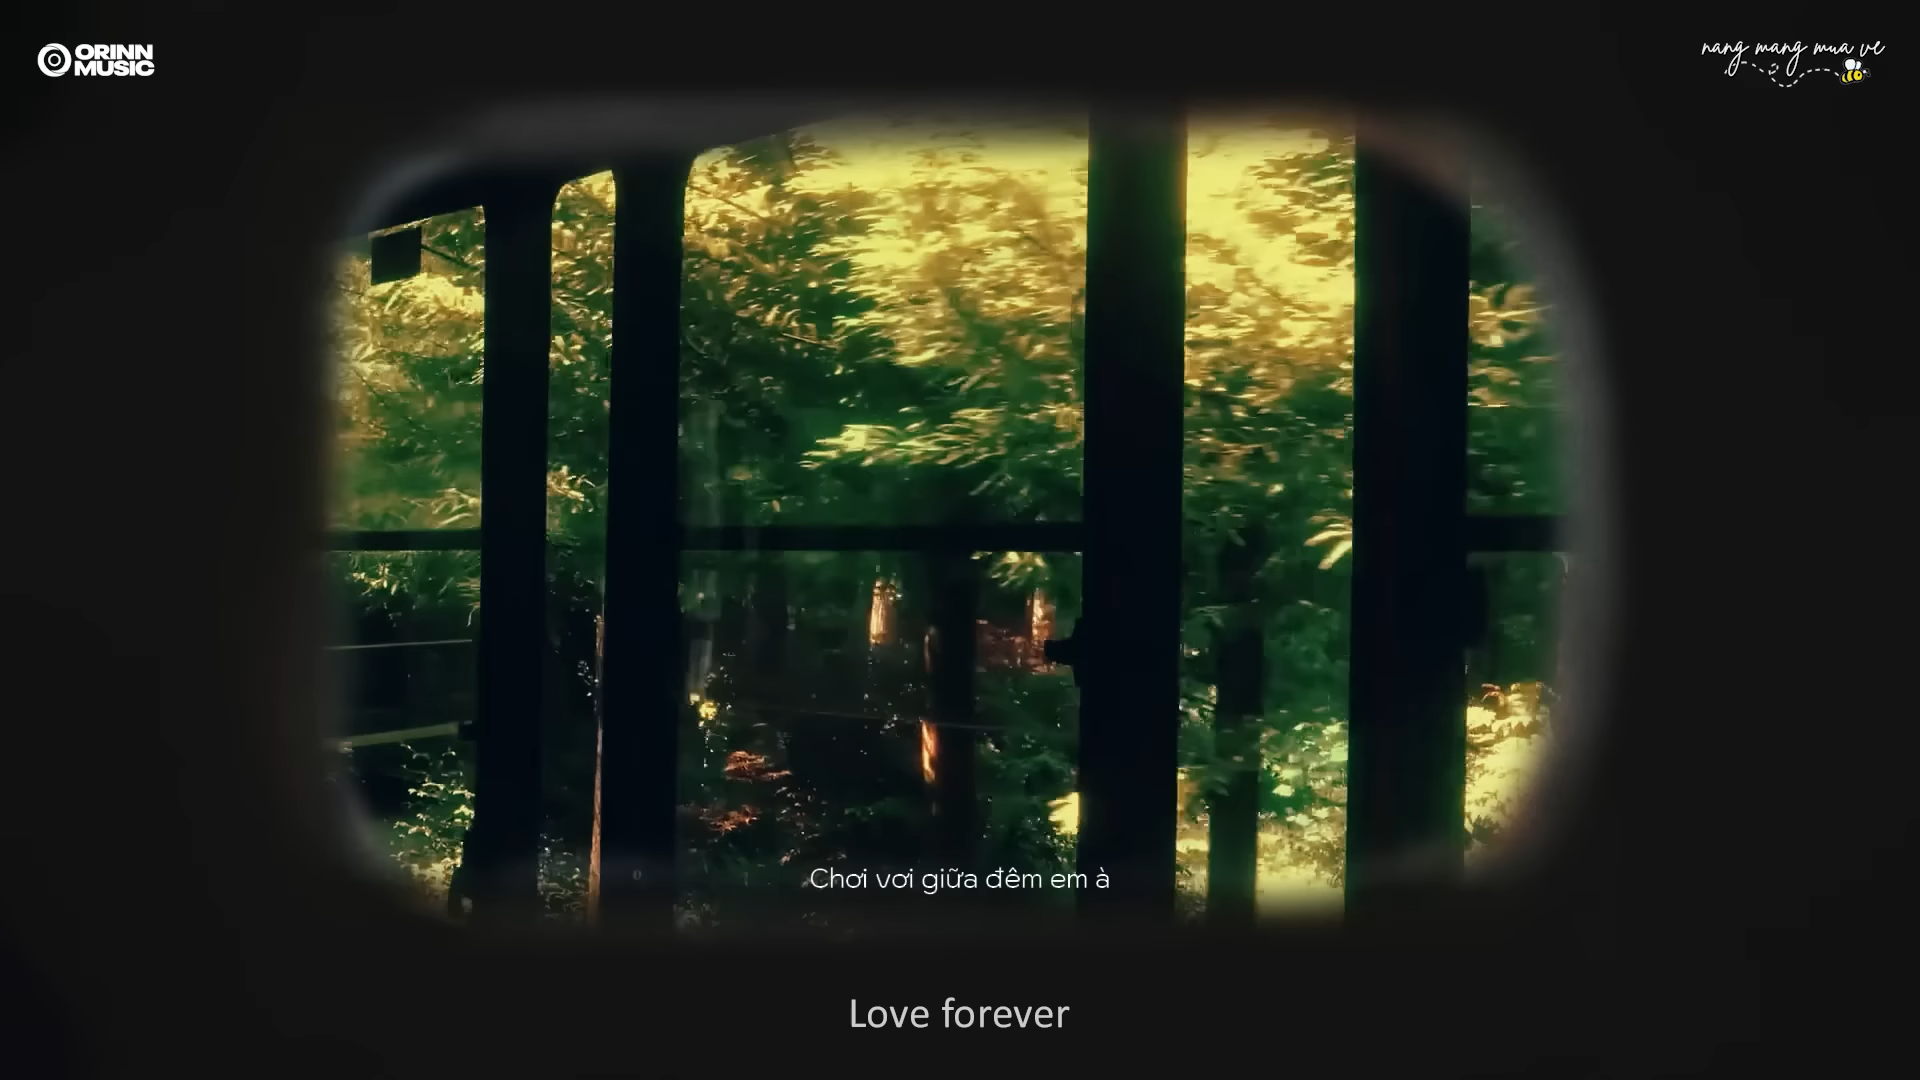 ORINN
MUSIC
nang mang mua ve
Chơi vơi giữa đêm em à
Love forever